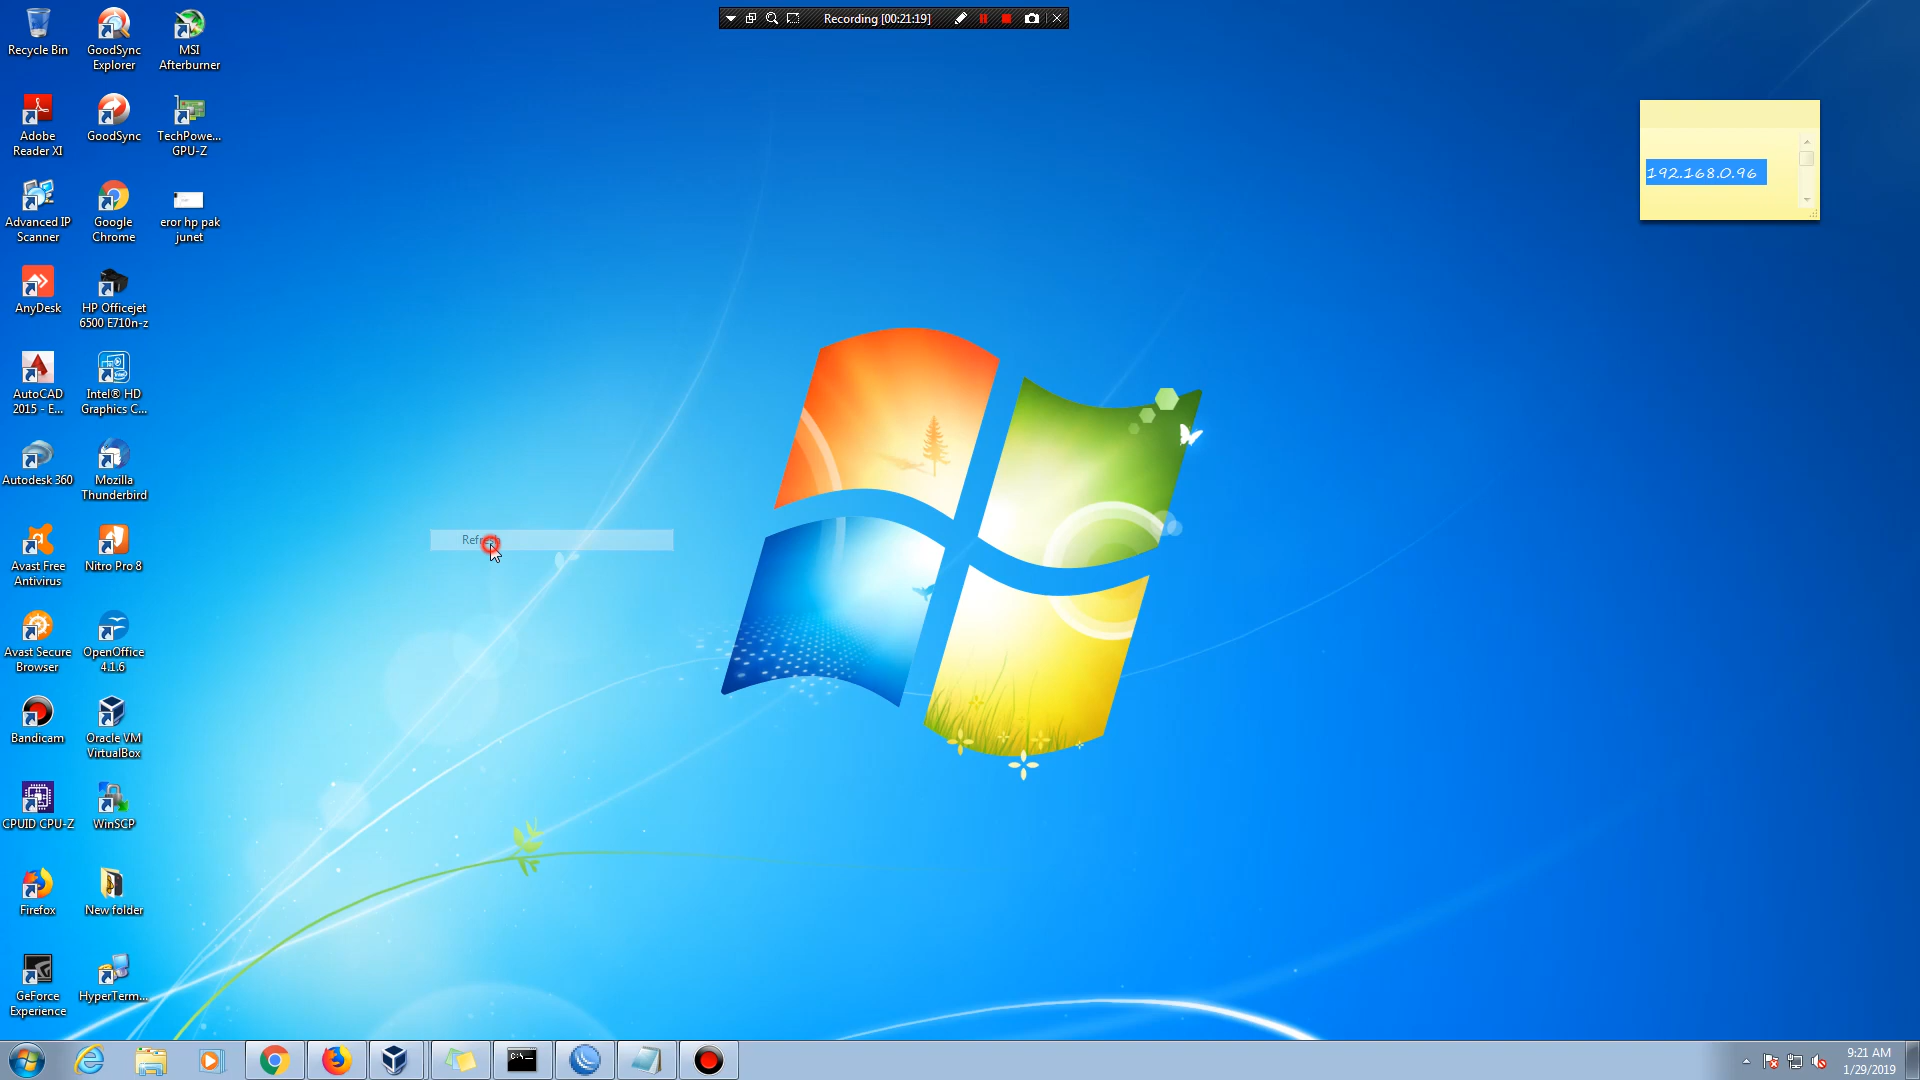 Recording [00:21:19]
Recycle Bin
GoodSync
Explorer
MSI
Afterburner
Adobe
Reader XI
GoodSync
TechPowe...
GPU-Z
Advanced IP
Scanner
Google
Chrome
eror hp pak
junet
AnyDesk
HP Officejet
6500 E710n-z
AutoCAD
2015 - E...
Intel® HD
Graphics C...
Autodesk 360
Mozilla
Thunderbird
Avast Free
Antivirus
Nitro Pro 8
Avast Secure
Browser
OpenOffice
4.1.6
Bandicam
Oracle VM
VirtualBox
CPUID CPU-Z
WinSCP
Firefox
New folder
GeForce
Experience
HyperTerm...
Refresh
192.168.0.96
C:\_
9:21 AM
1/29/2019